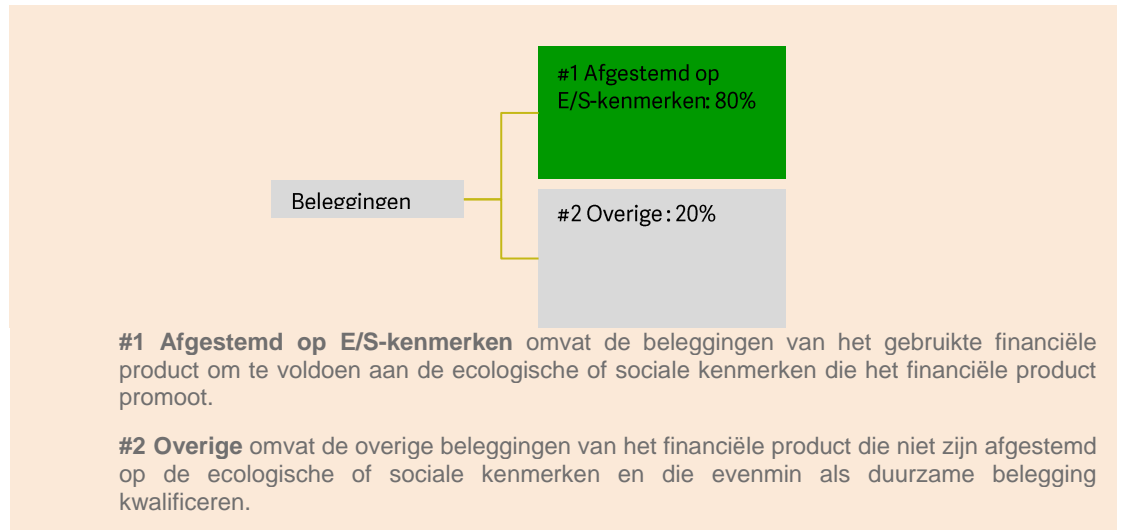 #1 Afgestemd op
E/S-kenmerken: 80%
Beleggingen
#2 Overige : 20%
#1 Afgestemd op E/S-kenmerken omvat de beleggingen van het gebruikte financiële
product om te voldoen aan de ecologische of sociale kenmerken die het financiële product
promoot.
#2 Overige omvat de overige beleggingen van het financiële product die niet zijn afgestemd
op de ecologische of sociale kenmerken en die evenmin als duurzame belegging
kwalificeren.